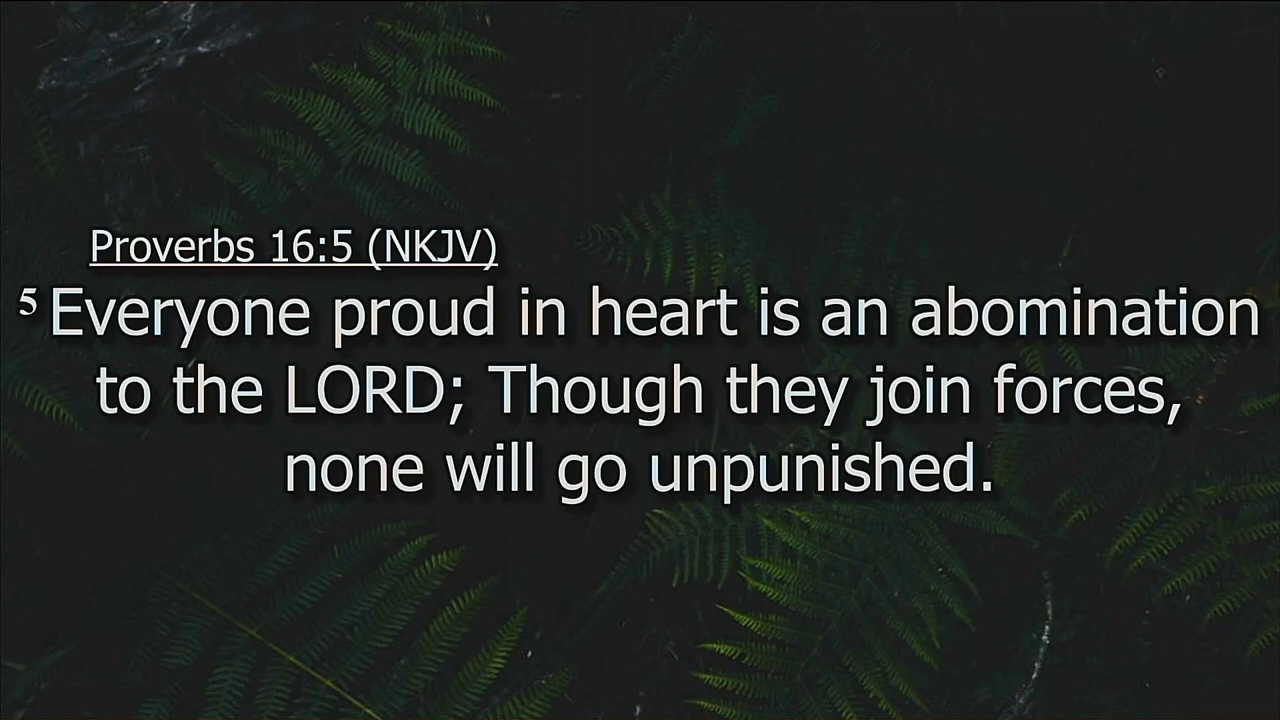 Proverbs 16:5 (NKJV)
5 Everyone proud in heart is an abomination
to the LORD; Though they join forces,
none will go unpunished.